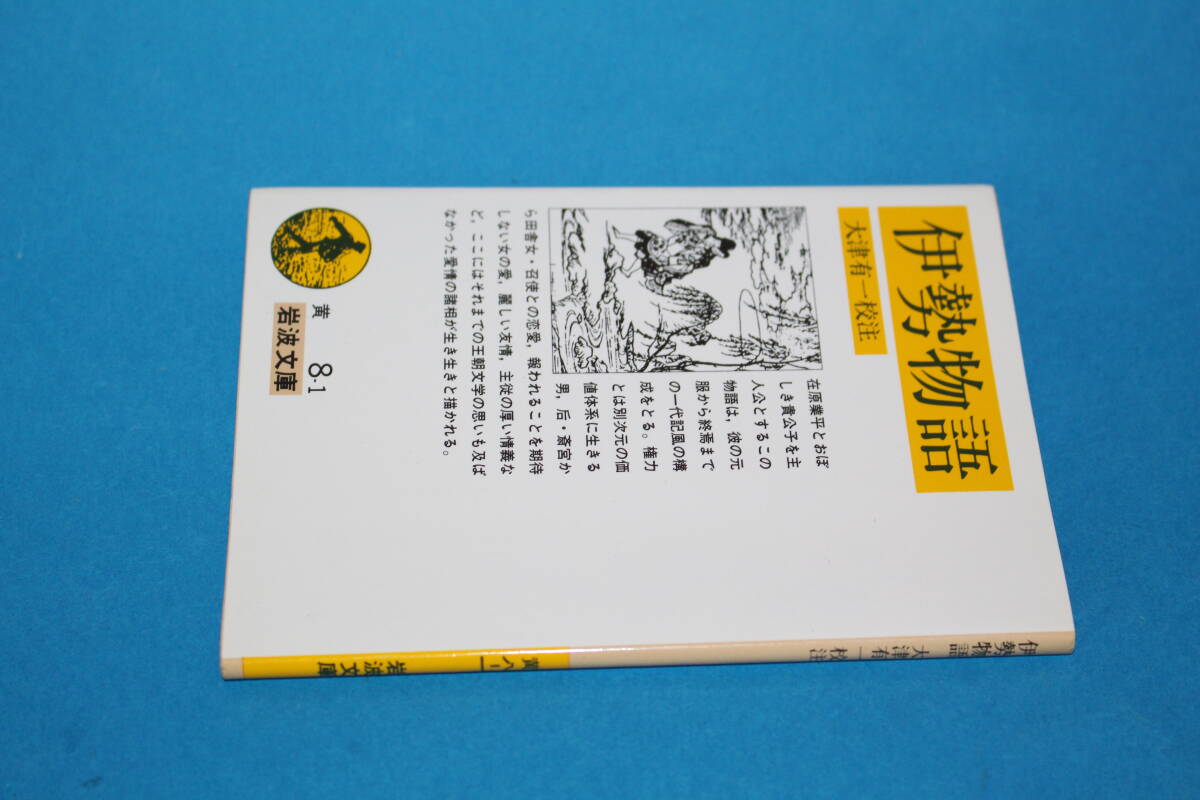 伊勢物語
大津有一校注
在原業平とおぼ
しき貴公子を主
人公とするこの
物語は，彼の元
服から終焉まで
の一代記風の構
成をとる。権力
とは別次元の価
値体系に生きる
男，后・斎宮か
ら田舎女・召使との恋愛，報われることを期待
しない女の愛，麗しい友情，主従の厚い情義な
ど，ここにはそれまでの王朝文学の思いも及ば
なかった愛情の諸相が生き生きと描かれる。
黄
8-1
岩波文庫
伊勢物語
大津有一校注
黄八-一
岩波文庫